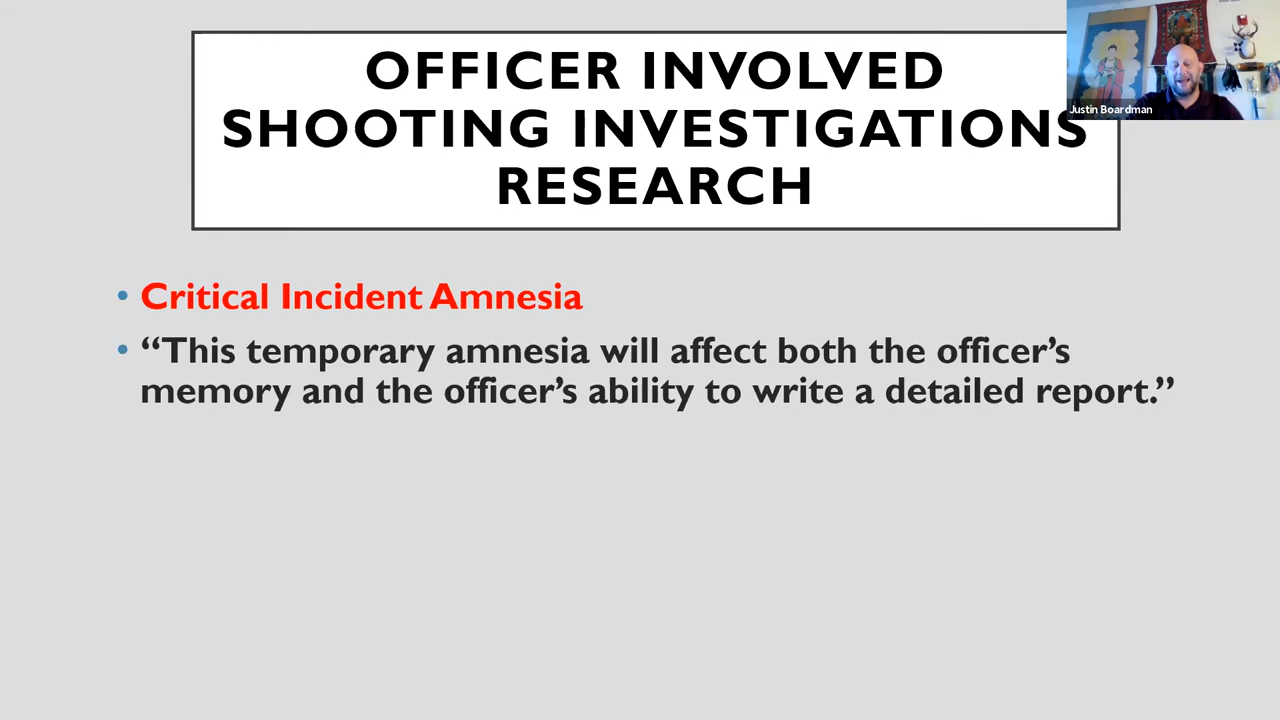 OFFICER INVOLVED
SHOOTING INVESTIGATIONS
RESEARCH
Justin Boardman
• Critical Incident Amnesia
• “This temporary amnesia will affect both the officer’s
memory and the officer’s ability to write a detailed report.”